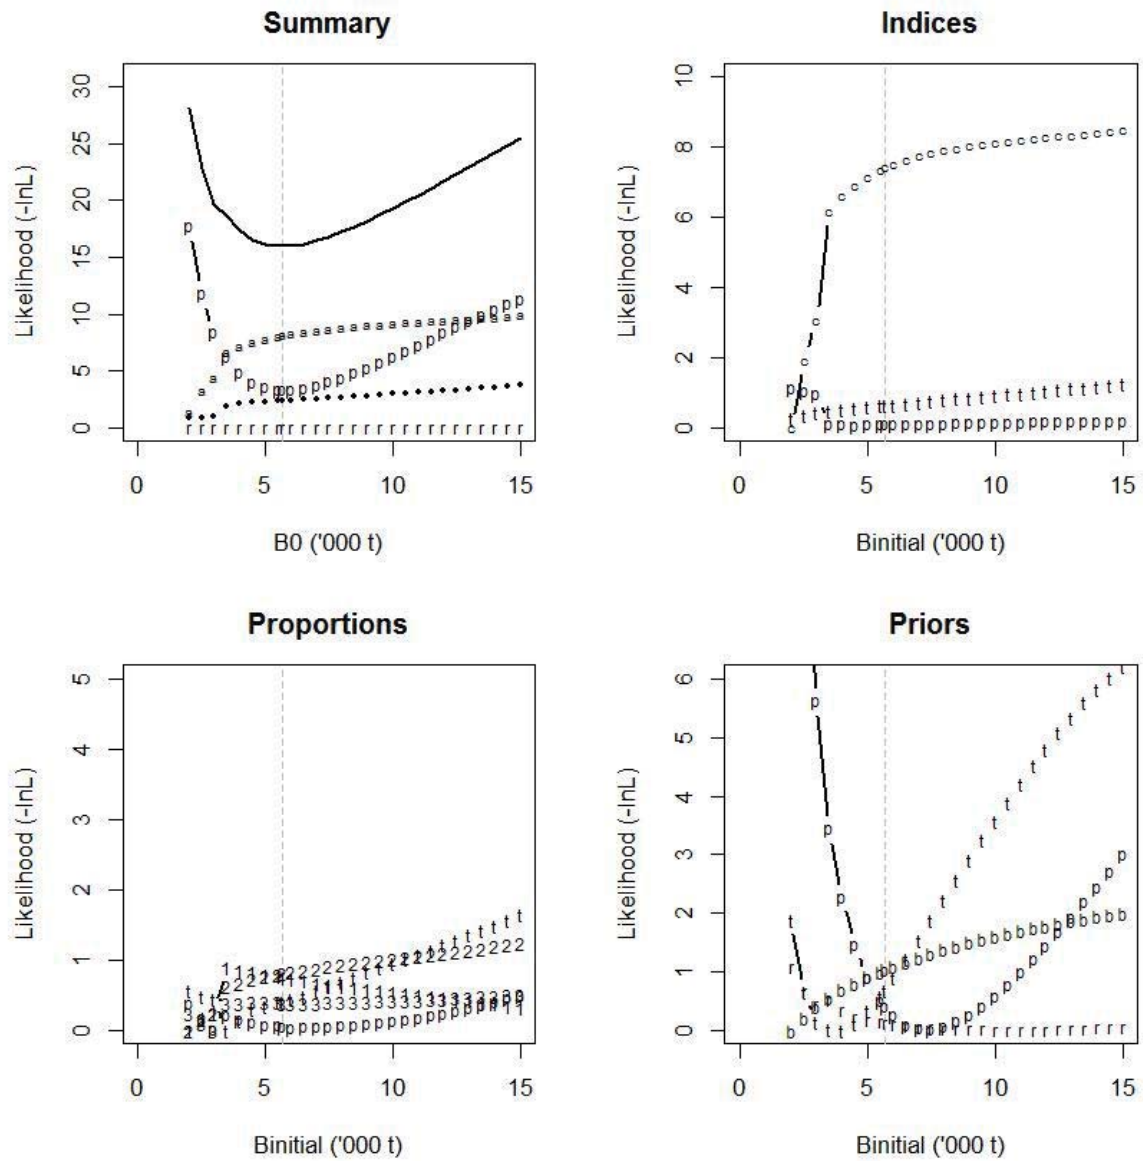 Summary
Likelihood (-lnL)
0 5 10 15 20 25 30
0 5 10 15
B0 ('000 t)
Indices
Likelihood (-lnL)
0 2 4 6 8 10
0 5 10 15
Binitial ('000 t)
Proportions
Likelihood (-lnL)
0 1 2 3 4 5
0 5 10 15
Binitial ('000 t)
Priors
Likelihood (-lnL)
0 1 2 3 4 5 6
0 5 10 15
Binitial ('000 t)